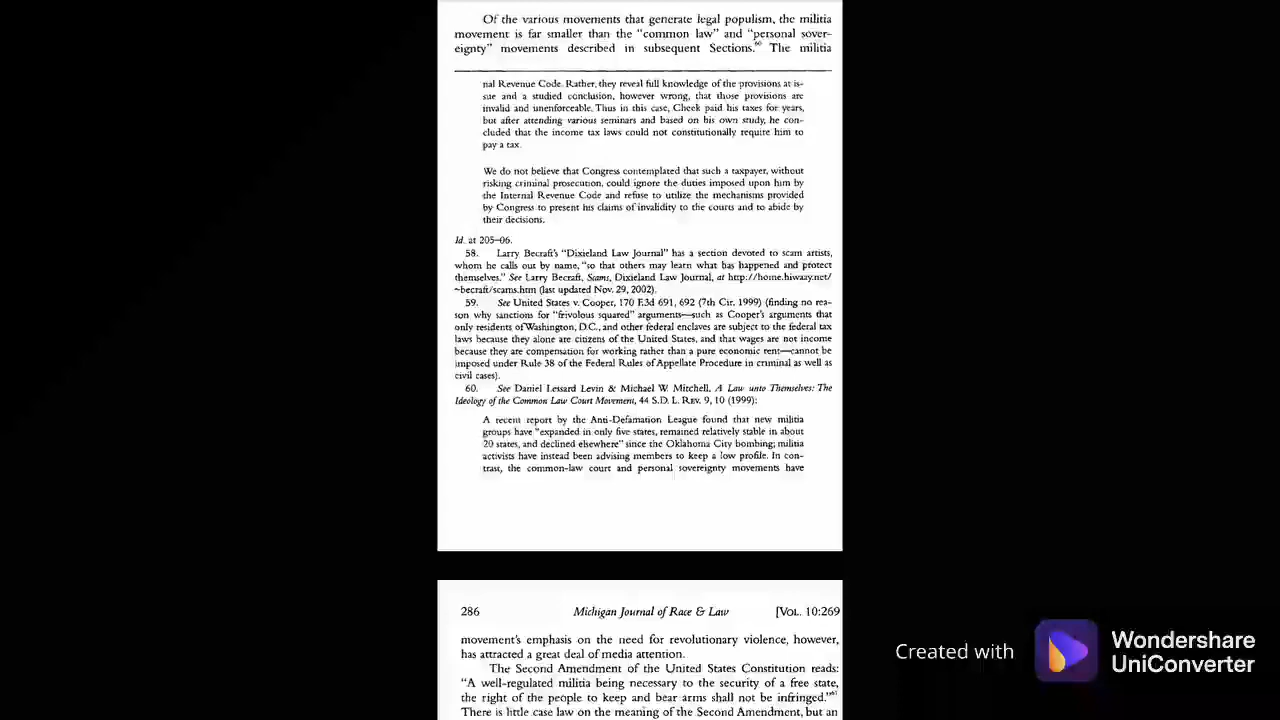 Of the various movements that generate legal populism, the militia
movement is far smaller than the “common law” and “personal sover-
eignty” movements described in subsequent Sections.60 The militia
nal Revenue Code. Rather, they reveal full knowledge of the provisions at is-
sue and a studied conclusion, however wrong, that those provisions are
invalid and unenforceable. Thus in this case, Cheek paid his taxes for years,
but after attending various seminars and based on his own study, he con-
cluded that the income tax laws could not constitutionally require him to
pay a tax.
We do not believe that Congress contemplated that such a taxpayer, without
risking criminal prosecution, could ignore the duties imposed upon him by
the Internal Revenue Code and refuse to utilize the mechanisms provided
by Congress to present his claims of invalidity to the courts and to abide by
their decisions.
Id. at 205–06.
58. Larry Becraft’s “Dixieland Law Journal” has a section devoted to scam artists,
whom he calls out by name, “so that others may learn what has happened and protect
themselves.” See Larry Becraft, Scams, Dixieland Law Journal, at http://home.hiwaay.net/
~becraft/scams.htm (last updated Nov. 29, 2002).
59. See United States v. Cooper, 170 F.3d 691, 692 (7th Cir. 1999) (finding no rea-
son why sanctions for “frivolous squared” arguments—such as Cooper’s arguments that
only residents of Washington, D.C., and other federal enclaves are subject to the federal tax
laws because they alone are citizens of the United States, and that wages are not income
because they are compensation for working rather than a pure economic rent—cannot be
imposed under Rule 38 of the Federal Rules of Appellate Procedure in criminal as well as
civil cases).
60. See Daniel Lessard Levin & Michael W. Mitchell, A Law unto Themselves: The
Ideology of the Common Law Court Movement, 44 S.D. L. REV. 9, 10 (1999):
A recent report by the Anti-Defamation League found that new militia
groups have “expanded in only five states, remained relatively stable in about
20 states, and declined elsewhere” since the Oklahoma City bombing; militia
activists have instead been advising members to keep a low profile. In con-
trast, the common-law court and personal sovereignty movements have
286 Michigan Journal of Race & Law [VOL. 10:269
movement’s emphasis on the need for revolutionary violence, however,
has attracted a great deal of media attention.
The Second Amendment of the United States Constitution reads:
“A well-regulated militia being necessary to the security of a free state,
the right of the people to keep and bear arms shall not be infringed.”61
There is little case law on the meaning of the Second Amendment, but an
Created with
Wondershare
UniConverter